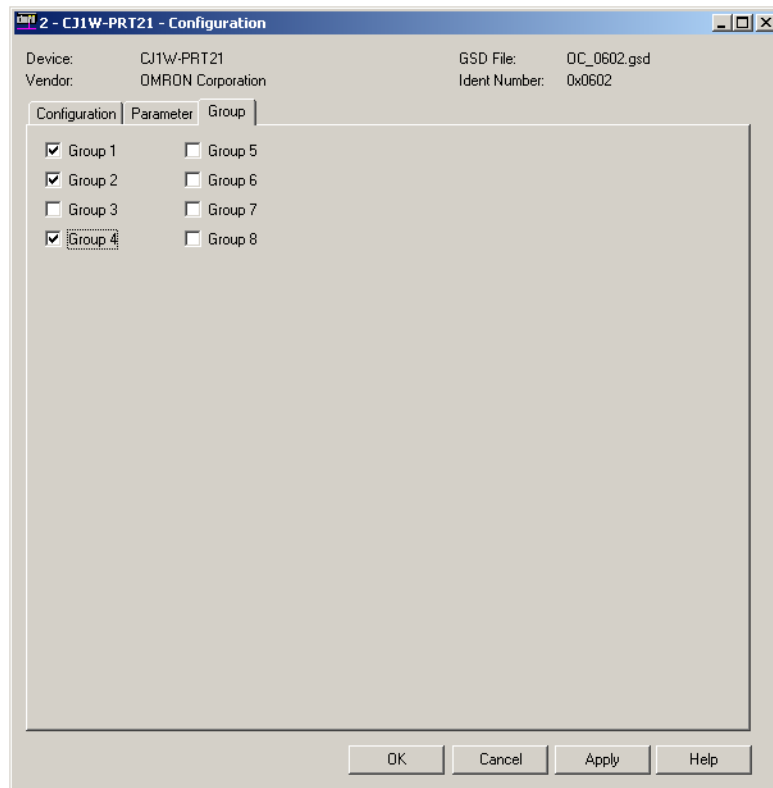 2 - CJ1W-PRT21 - Configuration
Device: CJ1W-PRT21 GSD File: OC_0602.gsd
Vendor: OMRON Corporation Ident Number: 0x0602
Configuration Parameter Group
Group 1 Group 5
Group 2 Group 6
Group 3 Group 7
Group 4 Group 8
OK Cancel Apply Help